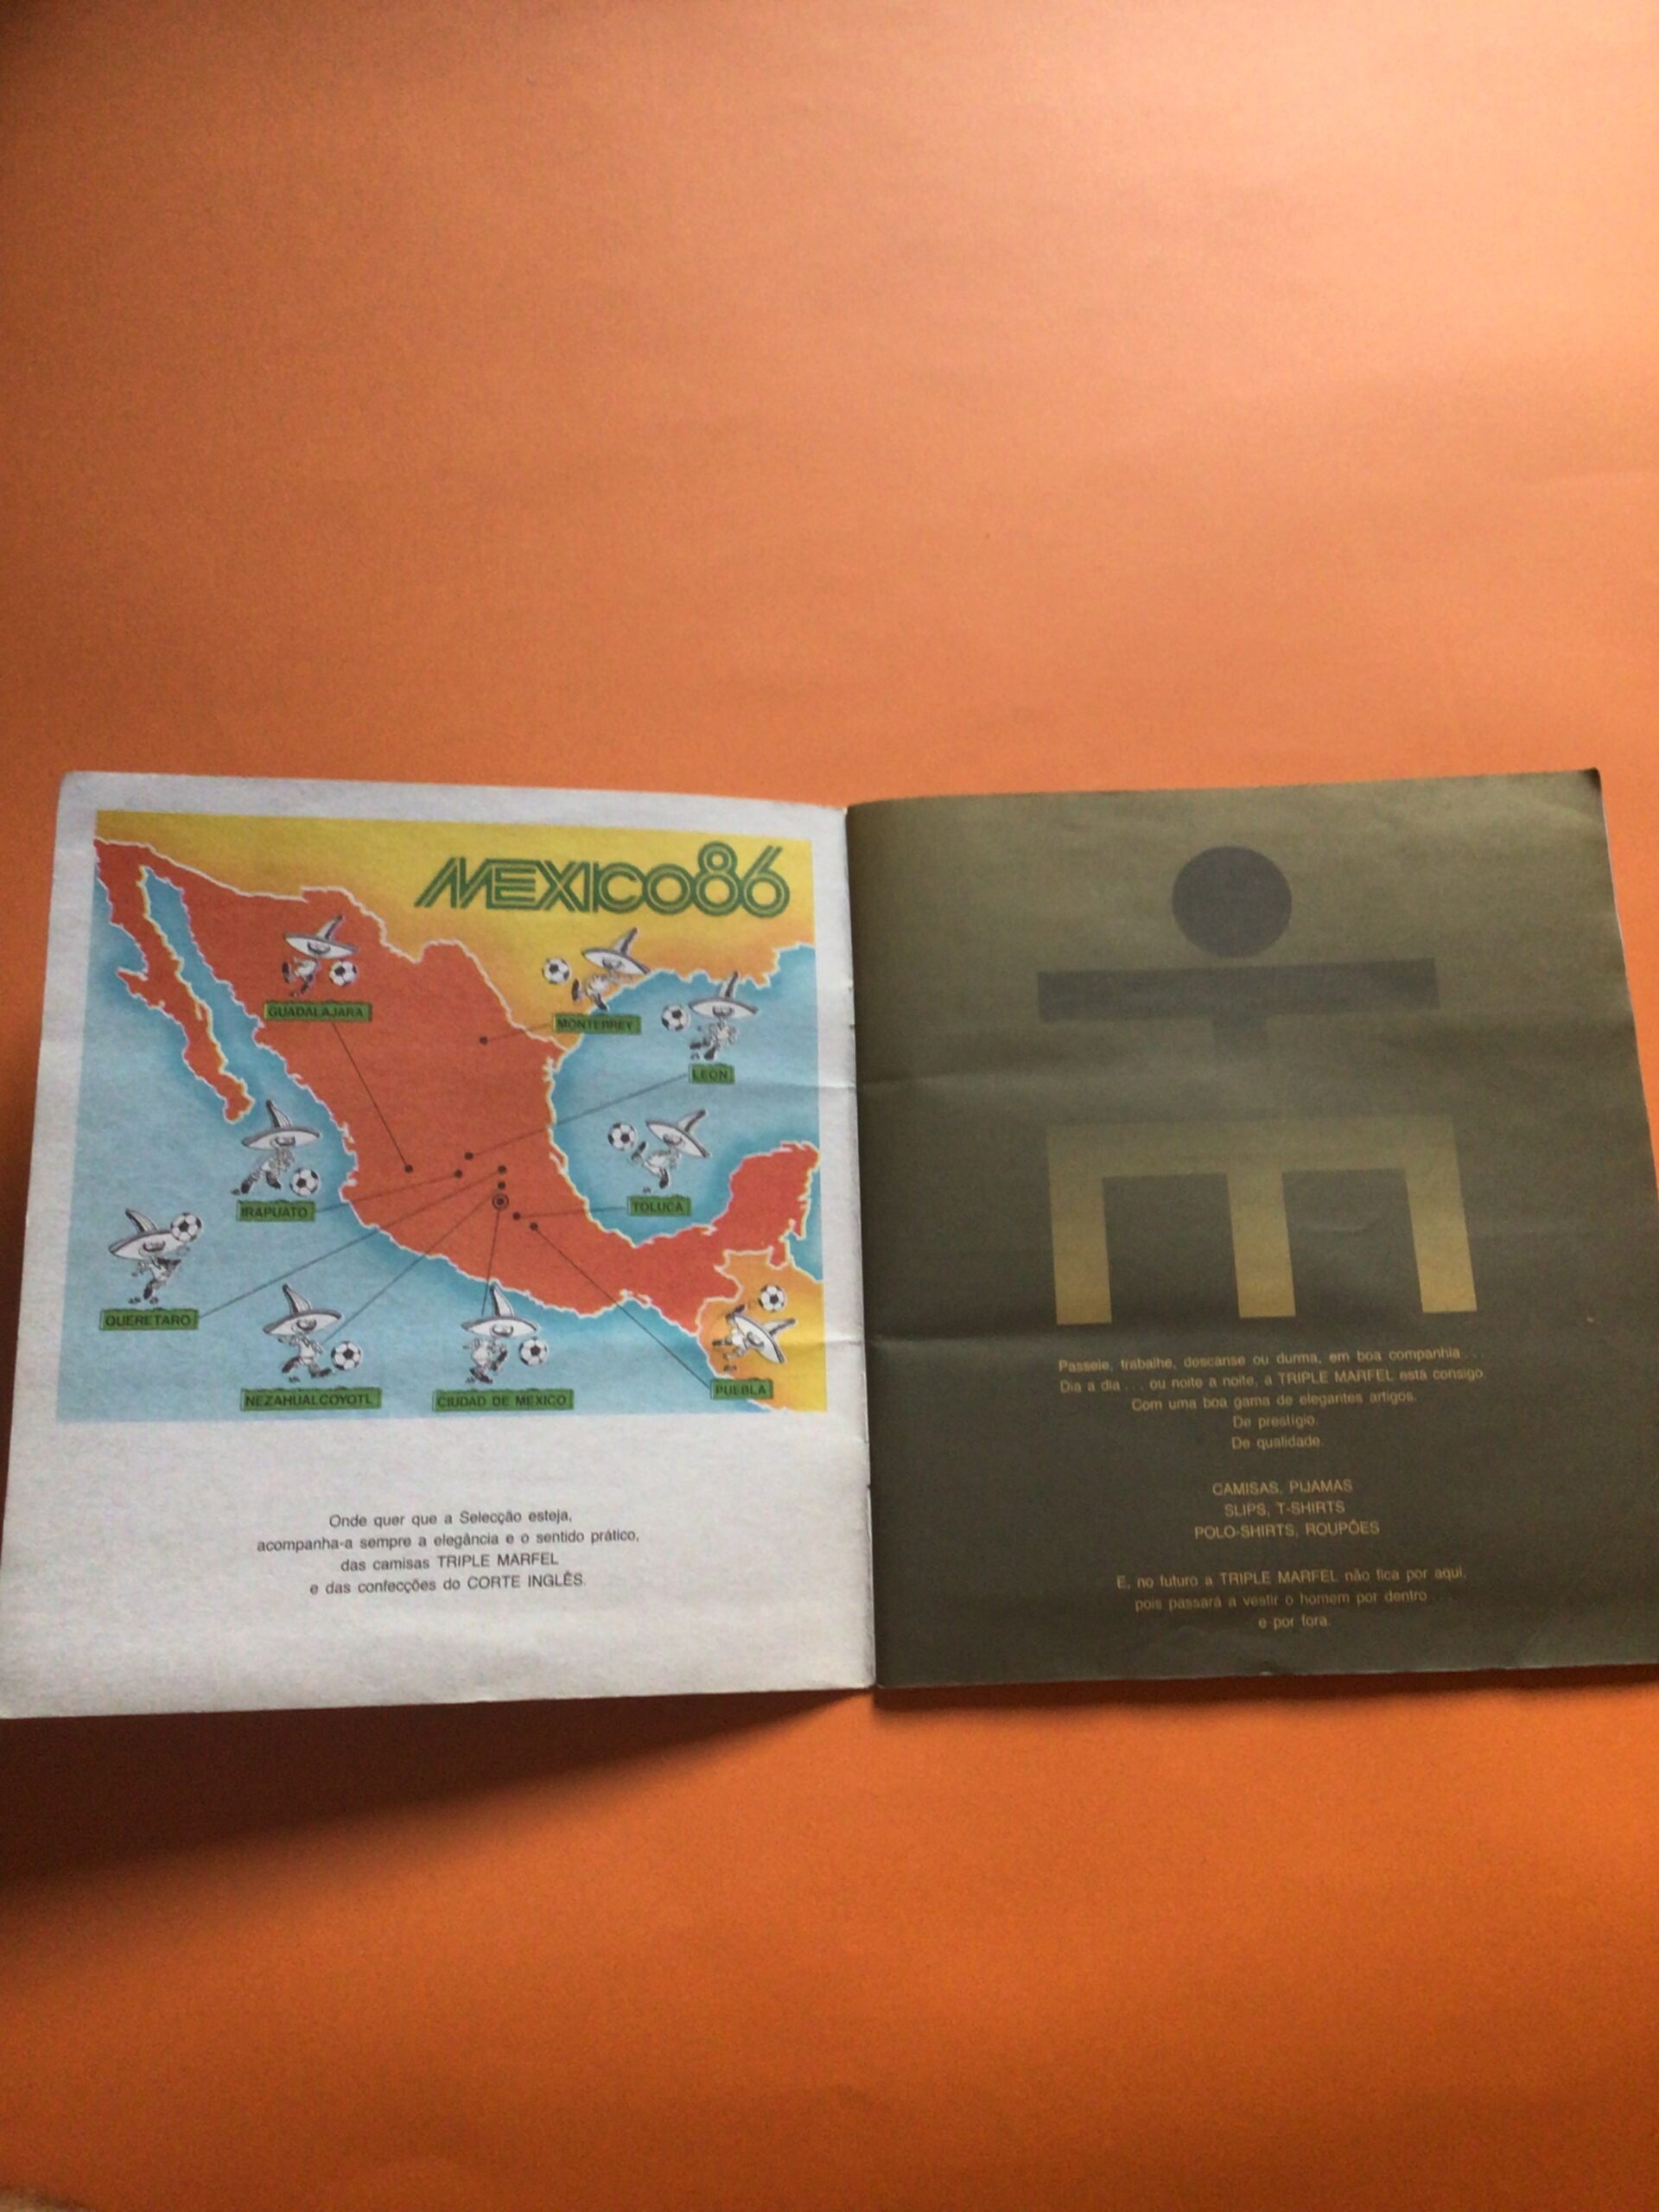 MEXICO86
GUADALAJARA
MONTERREY
LEON
IRAPUATO
TOLUCA
QUERETARO
NEZAHUALCOYOTL
CIUDAD DE MEXICO
PUEBLA
Onde quer que a Selecção esteja,
acompanha-a sempre a elegância e o sentido prático,
das camisas TRIPLE MARFEL
e das confecções do CORTE INGLÊS.
Passeie, trabalhe, descanse ou durma, em boa companhia . . .
Dia a dia . . . ou noite a noite, a TRIPLE MARFEL está consigo.
Com uma boa gama de elegantes artigos.
De prestígio.
De qualidade.
CAMISAS, PIJAMAS
SLIPS, T-SHIRTS
POLO-SHIRTS, ROUPÕES
E, no futuro a TRIPLE MARFEL não fica por aqui,
pois passará a vestir o homem por dentro
e por fora.